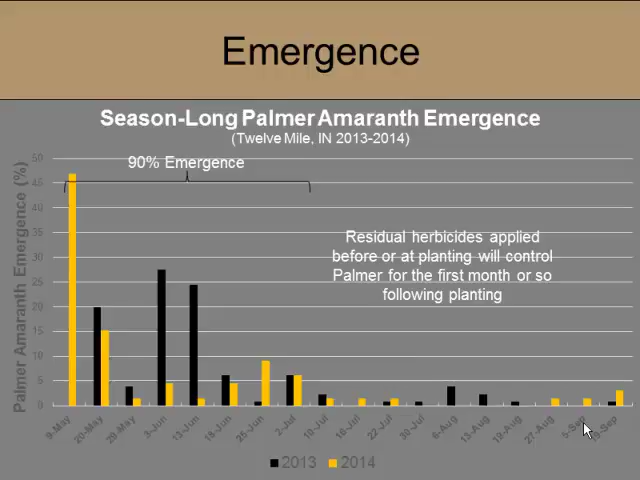 Emergence
Season-Long Palmer Amaranth Emergence
(Twelve Mile, IN 2013-2014)
90% Emergence
Residual herbicides applied
before or at planting will control
Palmer for the first month or so
following planting
Palmer Amaranth Emergence (%)
50
45
40
35
30
25
20
15
10
5
0
9-May
20-May
29-May
3-Jun
13-Jun
2-Jul
10-Jul
16-Jul
22-Jul
30-Jul
6-Aug
13-Aug
19-Aug
27-Aug
5-Sep
2013
2014